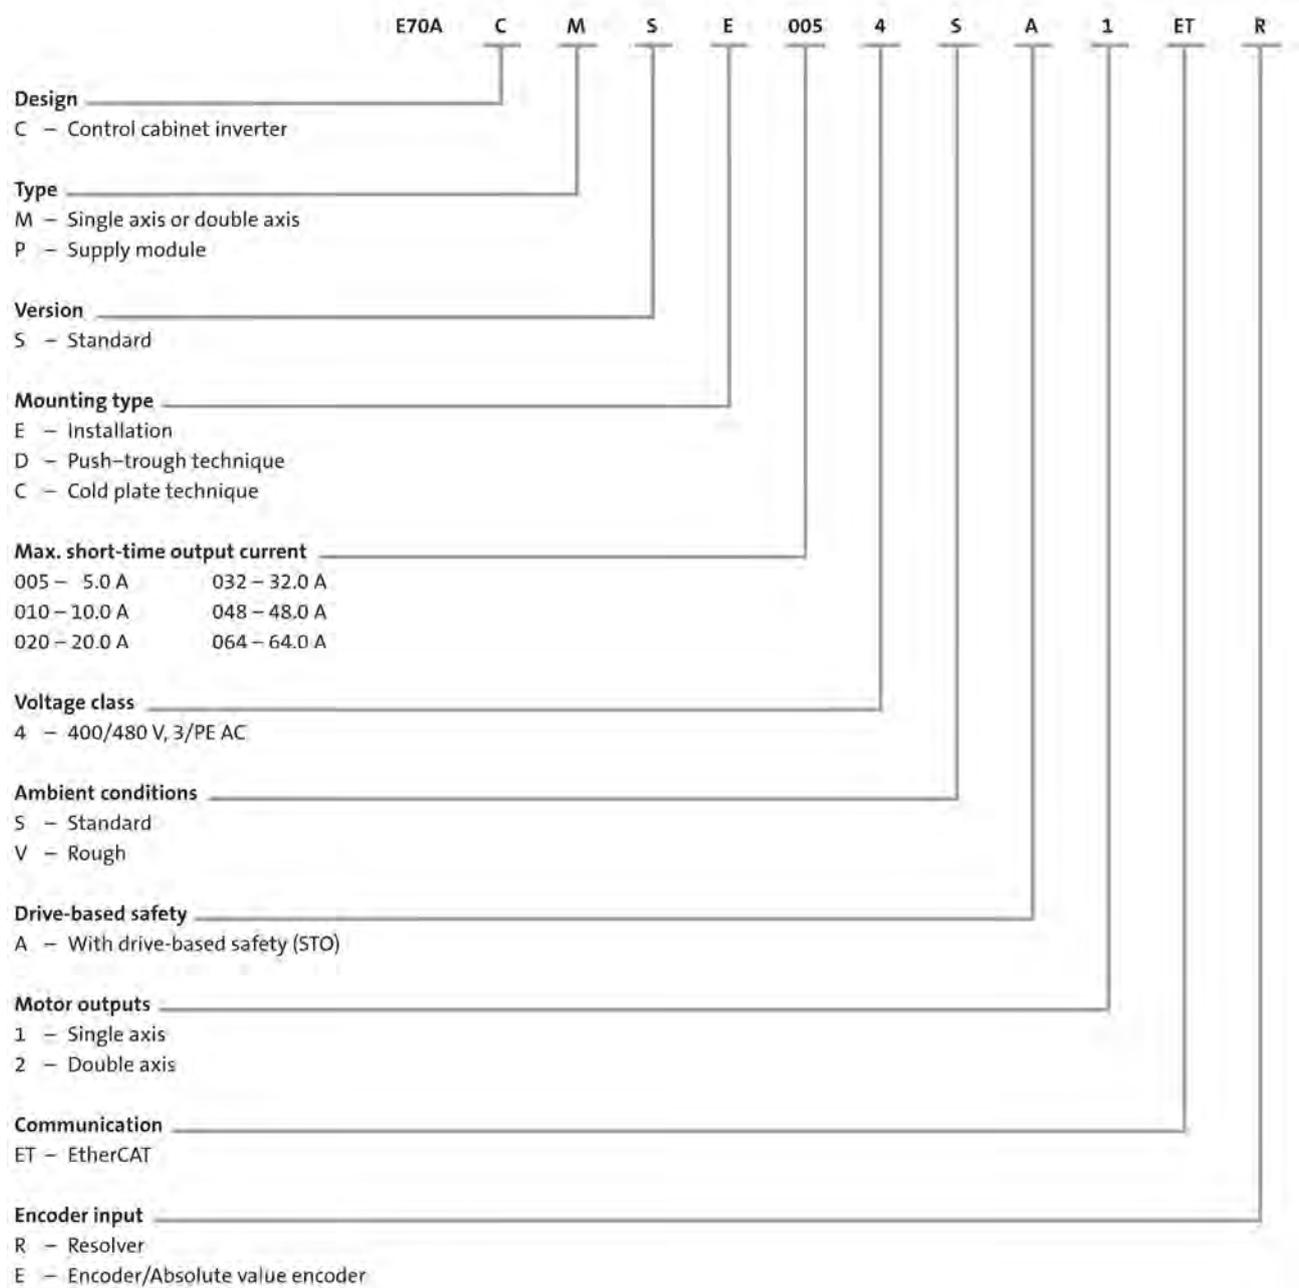 E70A C M S E 005 4 S A 1 ET R
Design
C – Control cabinet inverter
Type
M – Single axis or double axis
P – Supply module
Version
S – Standard
Mounting type
E – Installation
D – Push–trough technique
C – Cold plate technique
Max. short-time output current
005 – 5.0 A 032 – 32.0 A
010 – 10.0 A 048 – 48.0 A
020 – 20.0 A 064 – 64.0 A
Voltage class
4 – 400/480 V, 3/PE AC
Ambient conditions
S – Standard
V – Rough
Drive-based safety
A – With drive-based safety (STO)
Motor outputs
1 – Single axis
2 – Double axis
Communication
ET – EtherCAT
Encoder input
R – Resolver
E – Encoder/Absolute value encoder